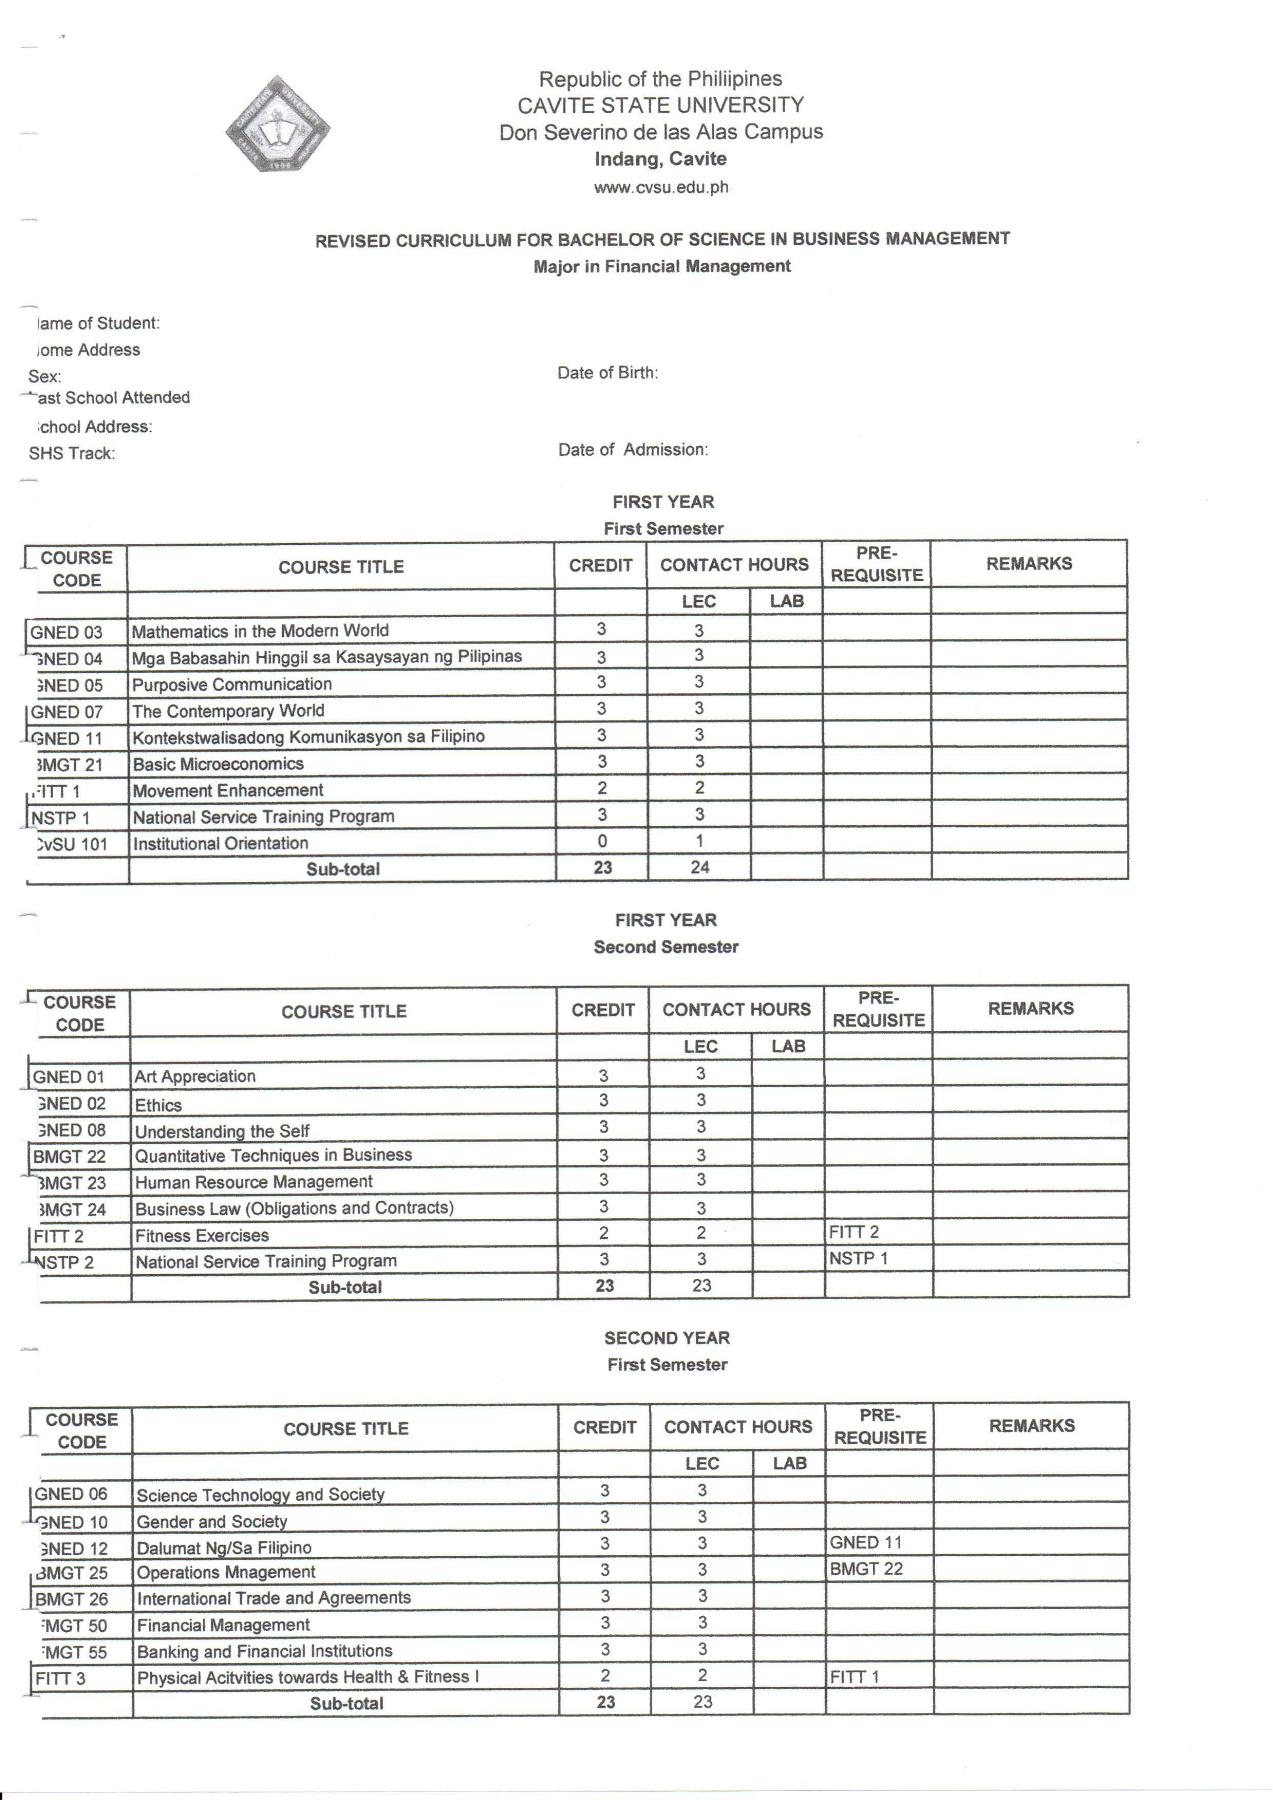 Republic of the Philiipines
CAVITE STATE UNIVERSITY
Don Severino de las Alas Campus
Indang, Cavite
www.cvsu.edu.ph
REVISED CURRICULUM FOR BACHELOR OF SCIENCE IN BUSINESS MANAGEMENT
Major in Financial Management
ame of Student:
ome Address
Sex: Date of Birth:
ast School Attended
chool Address:
SHS Track: Date of Admission:
FIRST YEAR
First Semester
COURSE CODE COURSE TITLE CREDIT CONTACT HOURS PRE-REQUISITE REMARKS
LEC LAB
GNED 03 Mathematics in the Modern World 3 3
GNED 04 Mga Babasahin Hinggil sa Kasaysayan ng Pilipinas 3 3
GNED 05 Purposive Communication 3 3
GNED 07 The Contemporary World 3 3
GNED 11 Kontekstwalisadong Komunikasyon sa Filipino 3 3
BMGT 21 Basic Microeconomics 3 3
FITT 1 Movement Enhancement 2 2
NSTP 1 National Service Training Program 3 3
CvSU 101 Institutional Orientation 0 1
Sub-total 23 24
FIRST YEAR
Second Semester
COURSE CODE COURSE TITLE CREDIT CONTACT HOURS PRE-REQUISITE REMARKS
LEC LAB
GNED 01 Art Appreciation 3 3
GNED 02 Ethics 3 3
GNED 08 Understanding the Self 3 3
BMGT 22 Quantitative Techniques in Business 3 3
BMGT 23 Human Resource Management 3 3
BMGT 24 Business Law (Obligations and Contracts) 3 3
FITT 2 Fitness Exercises 2 2 FITT 2
NSTP 2 National Service Training Program 3 3 NSTP 1
Sub-total 23 23
SECOND YEAR
First Semester
COURSE CODE COURSE TITLE CREDIT CONTACT HOURS PRE-REQUISITE REMARKS
LEC LAB
GNED 06 Science Technology and Society 3 3
GNED 10 Gender and Society 3 3
GNED 12 Dalumat Ng/Sa Filipino 3 3 GNED 11
BMGT 25 Operations Mnagement 3 3 BMGT 22
BMGT 26 International Trade and Agreements 3 3
FMGT 50 Financial Management 3 3
FMGT 55 Banking and Financial Institutions 3 3
FITT 3 Physical Acitvities towards Health & Fitness I 2 2 FITT 1
Sub-total 23 23